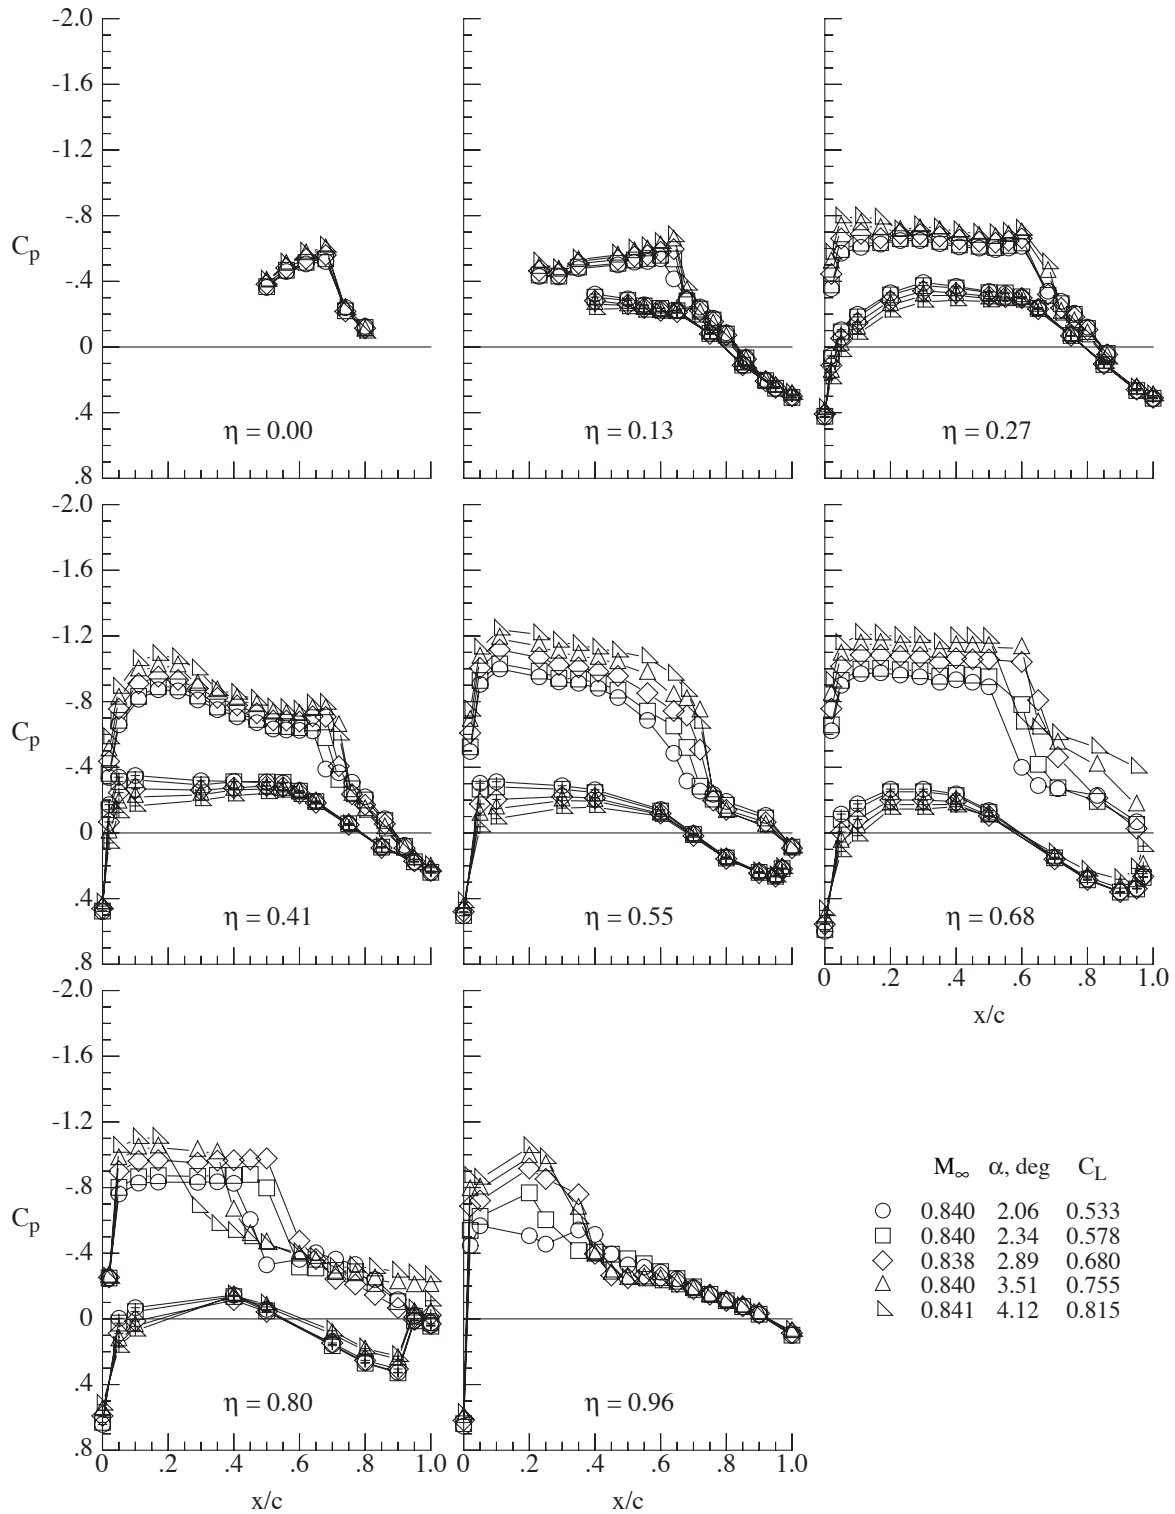 -2.0
-1.6
-1.2
-.8
Cp
-.4
0
.4
.8
η = 0.00
η = 0.13
η = 0.27
-2.0
-1.6
-1.2
-.8
Cp
-.4
0
.4
.8
η = 0.41
η = 0.55
η = 0.68
0 .2 .4 .6 .8 1.0
x/c
-2.0
-1.6
-1.2
-.8
Cp
-.4
0
.4
.8
η = 0.80
η = 0.96
0 .2 .4 .6 .8 1.0
x/c
0 .2 .4 .6 .8 1.0
x/c
M∞ α, deg CL
0.840 2.06 0.533
0.840 2.34 0.578
0.838 2.89 0.680
0.840 3.51 0.755
0.841 4.12 0.815